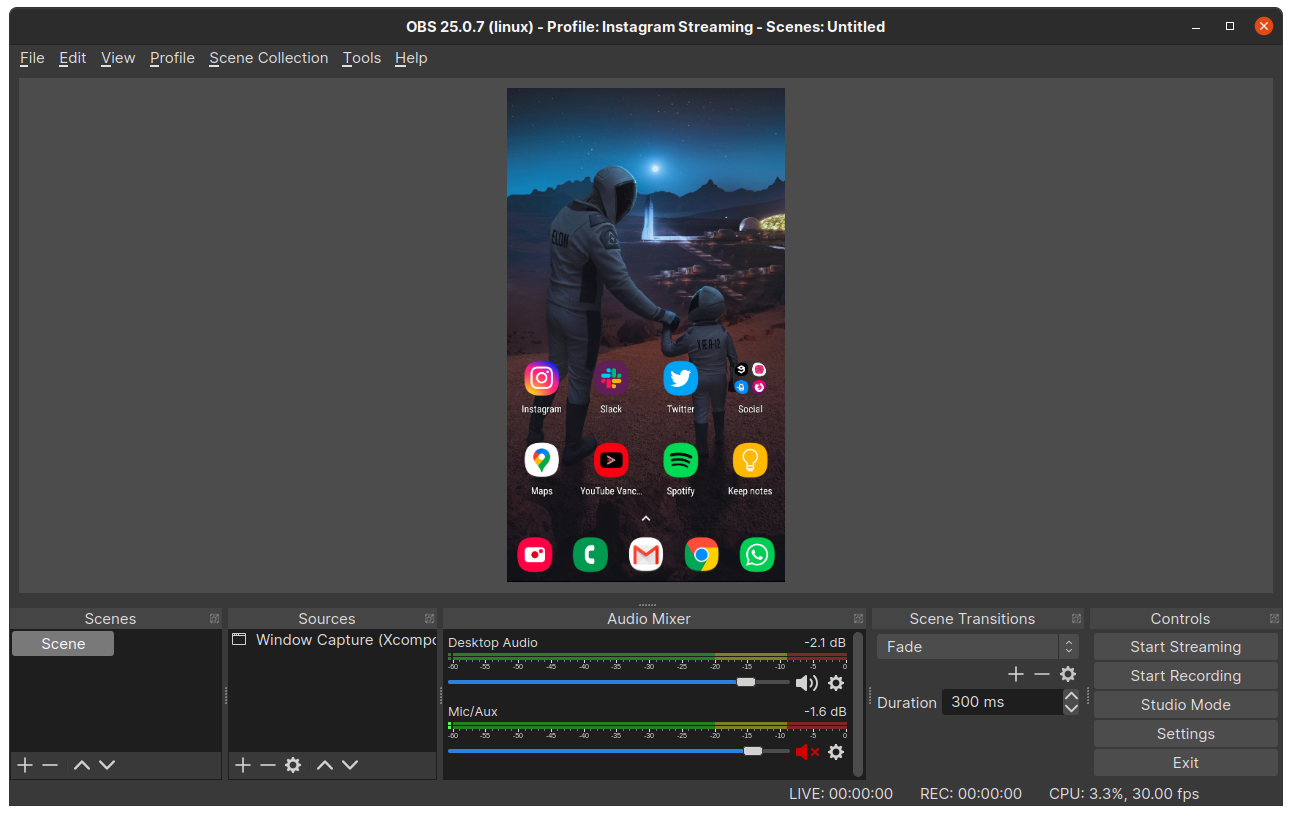 OBS 25.0.7 (linux) - Profile: Instagram Streaming - Scenes: Untitled
File Edit View Profile Scene Collection Tools Help
ELON
Instagram Slack Twitter Social
Maps YouTube Vanc... Spotify Keep notes
Scenes
Scene
Sources
Window Capture (Xcompo
Audio Mixer
Desktop Audio -2.1 dB
-60 -55 -50 -45 -40 -35 -30 -25 -20 -15 -10 -5 0
Mic/Aux -1.6 dB
-60 -55 -50 -45 -40 -35 -30 -25 -20 -15 -10 -5 0
Scene Transitions
Fade
Duration 300 ms
Controls
Start Streaming
Start Recording
Studio Mode
Settings
Exit
LIVE: 00:00:00 REC: 00:00:00 CPU: 3.3%, 30.00 fps